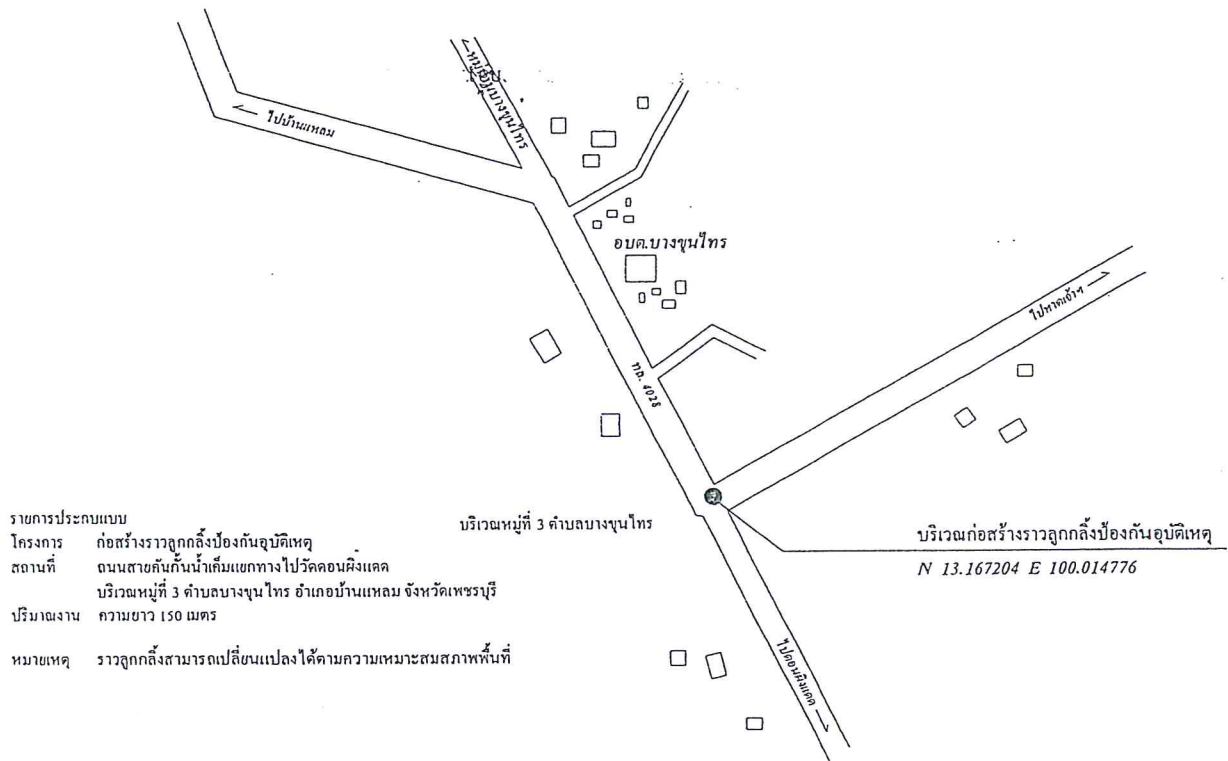 ไปบ้านแหลม
อบต.บางขุนไทร
ไปหาดเจ้าฯ
ทล. 4028
บริเวณหมู่ที่ 3 ตำบลบางขุนไทร
บริเวณก่อสร้างราวลูกกลิ้งป้องกันอุบัติเหตุ
N 13.167204 E 100.014776
ไปดอนผิงแดด
รายการประกอบแบบ
โครงการ ก่อสร้างราวลูกกลิ้งป้องกันอุบัติเหตุ
สถานที่ ถนนสายคันกั้นน้ำเค็มแยกทางไปวัดดอนผิงแดด
บริเวณหมู่ที่ 3 ตำบลบางขุนไทร อำเภอบ้านแหลม จังหวัดเพชรบุรี
ปริมาณงาน ความยาว 150 เมตร
หมายเหตุ ราวลูกกลิ้งสามารถเปลี่ยนแปลงได้ตามความเหมาะสมสภาพพื้นที่